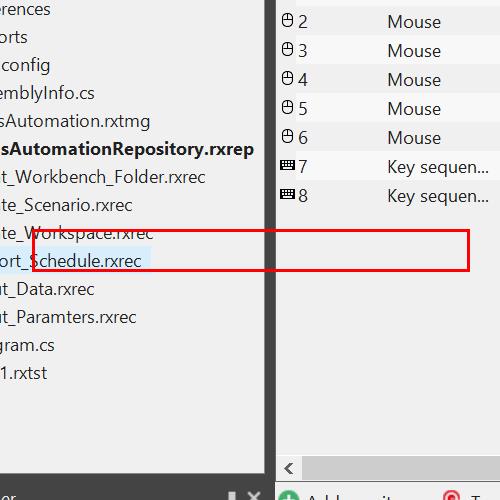 erences
orts
config
emblyInfo.cs
sAutomation.rxtmg
sAutomationRepository.rxrep
t_Workbench_Folder.rxrec
te_Scenario.rxrec
te_Workspace.rxrec
ort_Schedule.rxrec
ut_Data.rxrec
ut_Paramters.rxrec
gram.cs
1.rxtst
er
2 Mouse
3 Mouse
4 Mouse
5 Mouse
6 Mouse
7 Key sequen...
8 Key sequen...